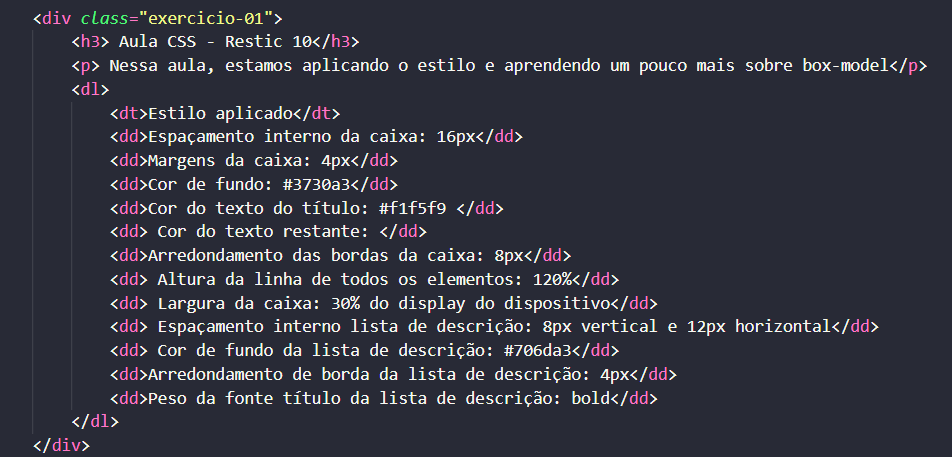 <div class="exercicio-01">
<h3> Aula CSS - Restic 10</h3>
<p> Nessa aula, estamos aplicando o estilo e aprendendo um pouco mais sobre box-model</p>
<dl>
<dt>Estilo aplicado</dt>
<dd>Espaçamento interno da caixa: 16px</dd>
<dd>Margens da caixa: 4px</dd>
<dd>Cor de fundo: #3730a3</dd>
<dd>Cor do texto do título: #f1f5f9 </dd>
<dd> Cor do texto restante: </dd>
<dd>Arredondamento das bordas da caixa: 8px</dd>
<dd> Altura da linha de todos os elementos: 120%</dd>
<dd> Largura da caixa: 30% do display do dispositivo</dd>
<dd> Espaçamento interno lista de descrição: 8px vertical e 12px horizontal</dd>
<dd> Cor de fundo da lista de descrição: #706da3</dd>
<dd>Arredondamento de borda da lista de descrição: 4px</dd>
<dd>Peso da fonte título da lista de descrição: bold</dd>
</dl>
</div>